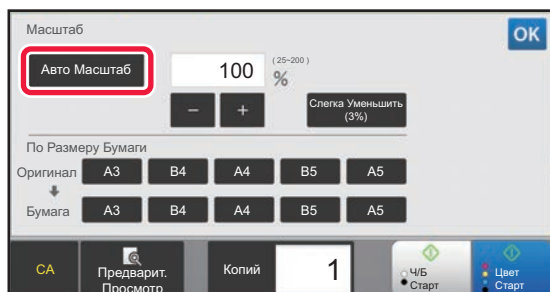 Масштаб
OK
Авто Масштаб
100
(25~200)
%
−
+
Слегка Уменьшить
(3%)
По Размеру Бумаги
Оригинал A3 B4 A4 B5 A5
Бумага A3 B4 A4 B5 A5
CA
Предварит.
Просмотр
Копий
1
Ч/Б
Старт
Цвет
Старт